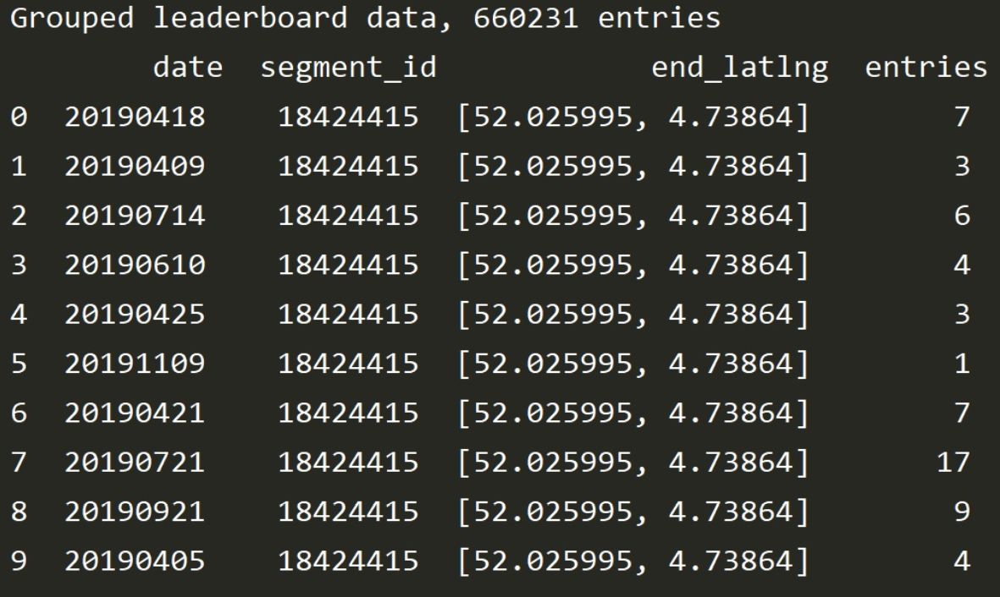 Grouped leaderboard data, 660231 entries
date segment_id end_latlng entries
0 20190418 18424415 [52.025995, 4.73864] 7
1 20190409 18424415 [52.025995, 4.73864] 3
2 20190714 18424415 [52.025995, 4.73864] 6
3 20190610 18424415 [52.025995, 4.73864] 4
4 20190425 18424415 [52.025995, 4.73864] 3
5 20191109 18424415 [52.025995, 4.73864] 1
6 20190421 18424415 [52.025995, 4.73864] 7
7 20190721 18424415 [52.025995, 4.73864] 17
8 20190921 18424415 [52.025995, 4.73864] 9
9 20190405 18424415 [52.025995, 4.73864] 4